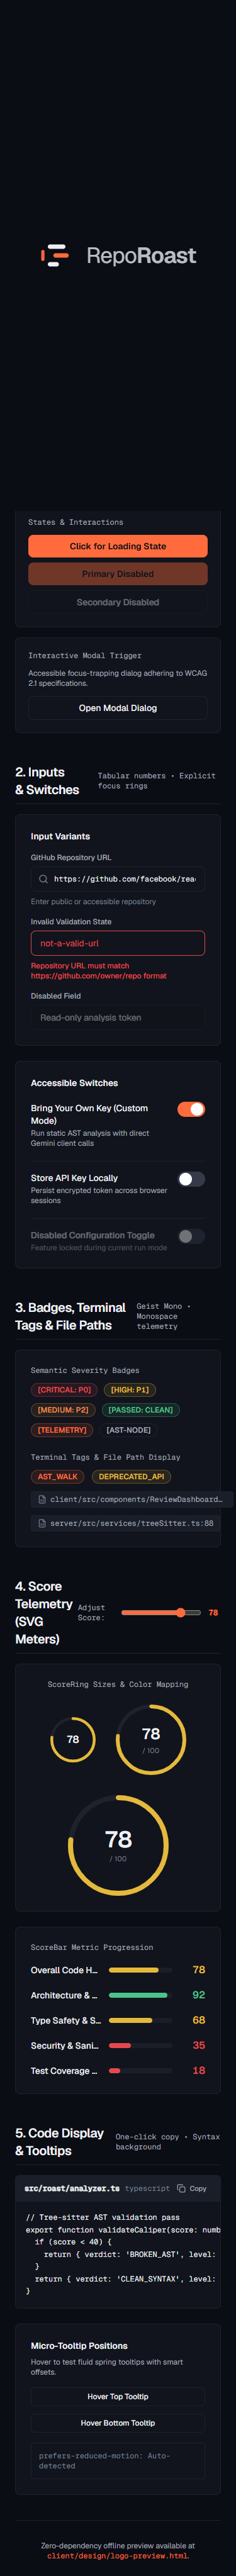 RepoRoast
States & Interactions
Click for Loading State
Primary Disabled
Secondary Disabled
Interactive Modal Trigger
Accessible focus-trapping dialog adhering to WCAG
2.1 specifications.
Open Modal Dialog
2. Inputs
& Switches
Tabular numbers • Explicit
focus rings
Input Variants
GitHub Repository URL
https://github.com/facebook/rea
Enter public or accessible repository
Invalid Validation State
not-a-valid-url
Repository URL must match
https://github.com/owner/repo format
Disabled Field
Read-only analysis token
Accessible Switches
Bring Your Own Key (Custom
Mode)
Run static AST analysis with direct
Gemini client calls
Store API Key Locally
Persist encrypted token across browser
sessions
Disabled Configuration Toggle
Feature locked during current run mode
3. Badges, Terminal
Tags & File Paths
Geist Mono •
Monospace
telemetry
Semantic Severity Badges
[CRITICAL: P0] [HIGH: P1]
[MEDIUM: P2] [PASSED: CLEAN]
[TELEMETRY] [AST-NODE]
Terminal Tags & File Path Display
AST_WALK DEPRECATED_API
client/src/components/ReviewDashboard…
server/src/services/treeSitter.ts:88
4. Score
Telemetry
(SVG
Meters)
Adjust
Score:
78
ScoreRing Sizes & Color Mapping
78
78
/ 100
78
/ 100
ScoreBar Metric Progression
Overall Code H... 78
Architecture & ... 92
Type Safety & S... 68
Security & Sani... 35
Test Coverage ... 18
5. Code Display
& Tooltips
One-click copy • Syntax
background
src/roast/analyzer.ts typescript Copy
// Tree-sitter AST validation pass
export function validateCaliper(score: numb
if (score < 40) {
return { verdict: 'BROKEN_AST', level:
}
return { verdict: 'CLEAN_SYNTAX', level:
}
Micro-Tooltip Positions
Hover to test fluid spring tooltips with smart
offsets.
Hover Top Tooltip
Hover Bottom Tooltip
prefers-reduced-motion: Auto-
detected
Zero-dependency offline preview available at
client/design/logo-preview.html.